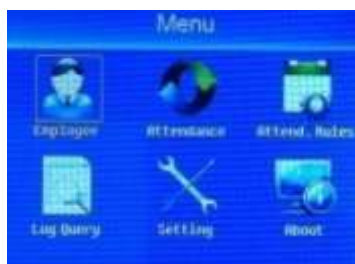 Menu
Employee Attendance Attend. Rules
Log Query Setting About